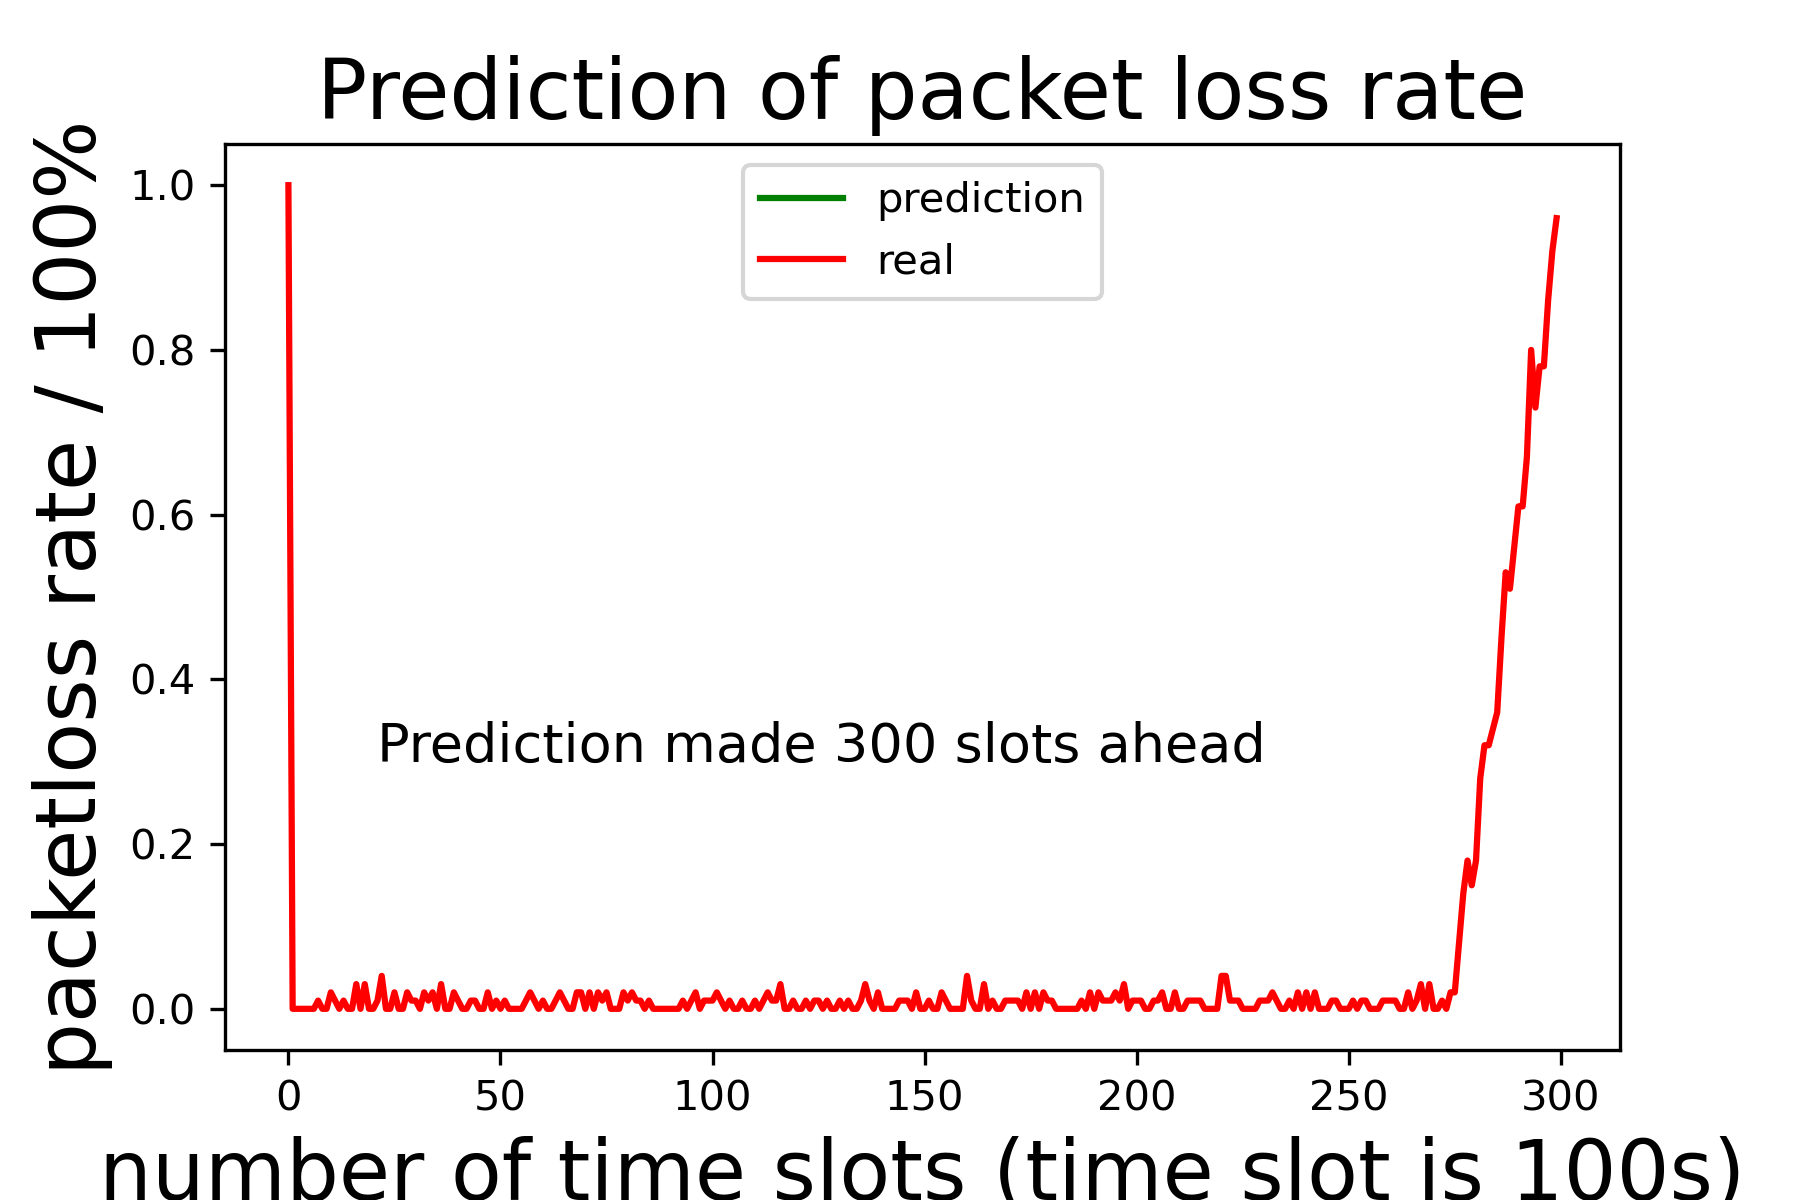 Prediction of packet loss rate
packetloss rate / 100%
1.0
0.8
0.6
0.4
0.2
0.0
prediction
real
Prediction made 300 slots ahead
0 50 100 150 200 250 300
number of time slots (time slot is 100s)